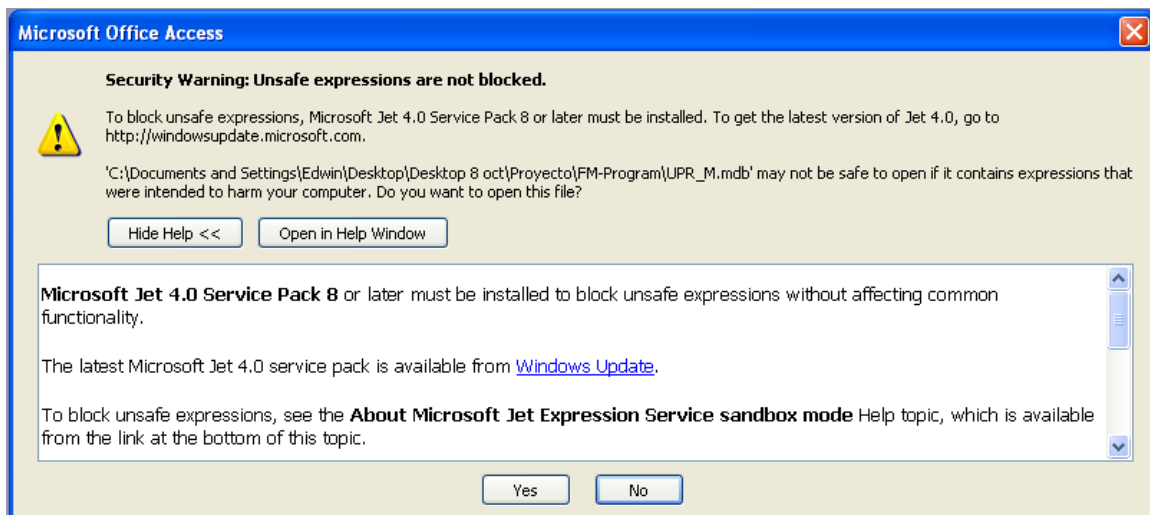 Microsoft Office Access
Security Warning: Unsafe expressions are not blocked.
To block unsafe expressions, Microsoft Jet 4.0 Service Pack 8 or later must be installed. To get the latest version of Jet 4.0, go to
http://windowsupdate.microsoft.com.
'C:\Documents and Settings\Edwin\Desktop\Desktop 8 oct\Proyecto\FM-Program\UPR_M.mdb' may not be safe to open if it contains expressions that
were intended to harm your computer. Do you want to open this file?
Hide Help << Open in Help Window
Microsoft Jet 4.0 Service Pack 8 or later must be installed to block unsafe expressions without affecting common
functionality.
The latest Microsoft Jet 4.0 service pack is available from Windows Update.
To block unsafe expressions, see the About Microsoft Jet Expression Service sandbox mode Help topic, which is available
from the link at the bottom of this topic.
Yes No